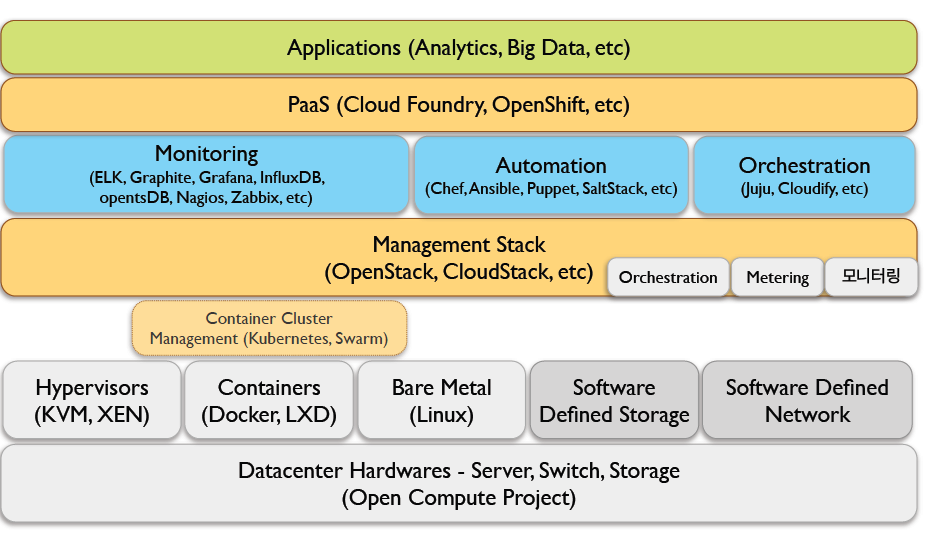 Applications (Analytics, Big Data, etc)
PaaS (Cloud Foundry, OpenShift, etc)
Monitoring
(ELK, Graphite, Grafana, InfluxDB,
opentsDB, Nagios, Zabbix, etc)
Automation
(Chef, Ansible, Puppet, SaltStack, etc)
Orchestration
(Juju, Cloudify, etc)
Management Stack
(OpenStack, CloudStack, etc)
Orchestration
Metering
모니터링
Container Cluster
Management (Kubernetes, Swarm)
Hypervisors
(KVM, XEN)
Containers
(Docker, LXD)
Bare Metal
(Linux)
Software
Defined Storage
Software Defined
Network
Datacenter Hardwares - Server, Switch, Storage
(Open Compute Project)